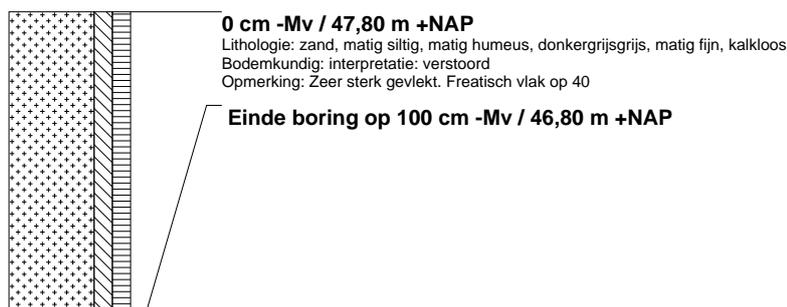 0 cm -Mv / 47,80 m +NAP
Lithologie: zand, matig siltig, matig humeus, donkergrijsgrijs, matig fijn, kalkloos
Bodemkundig: interpretatie: verstoord
Opmerking: Zeer sterk gevlekt. Freatisch vlak op 40
Einde boring op 100 cm -Mv / 46,80 m +NAP